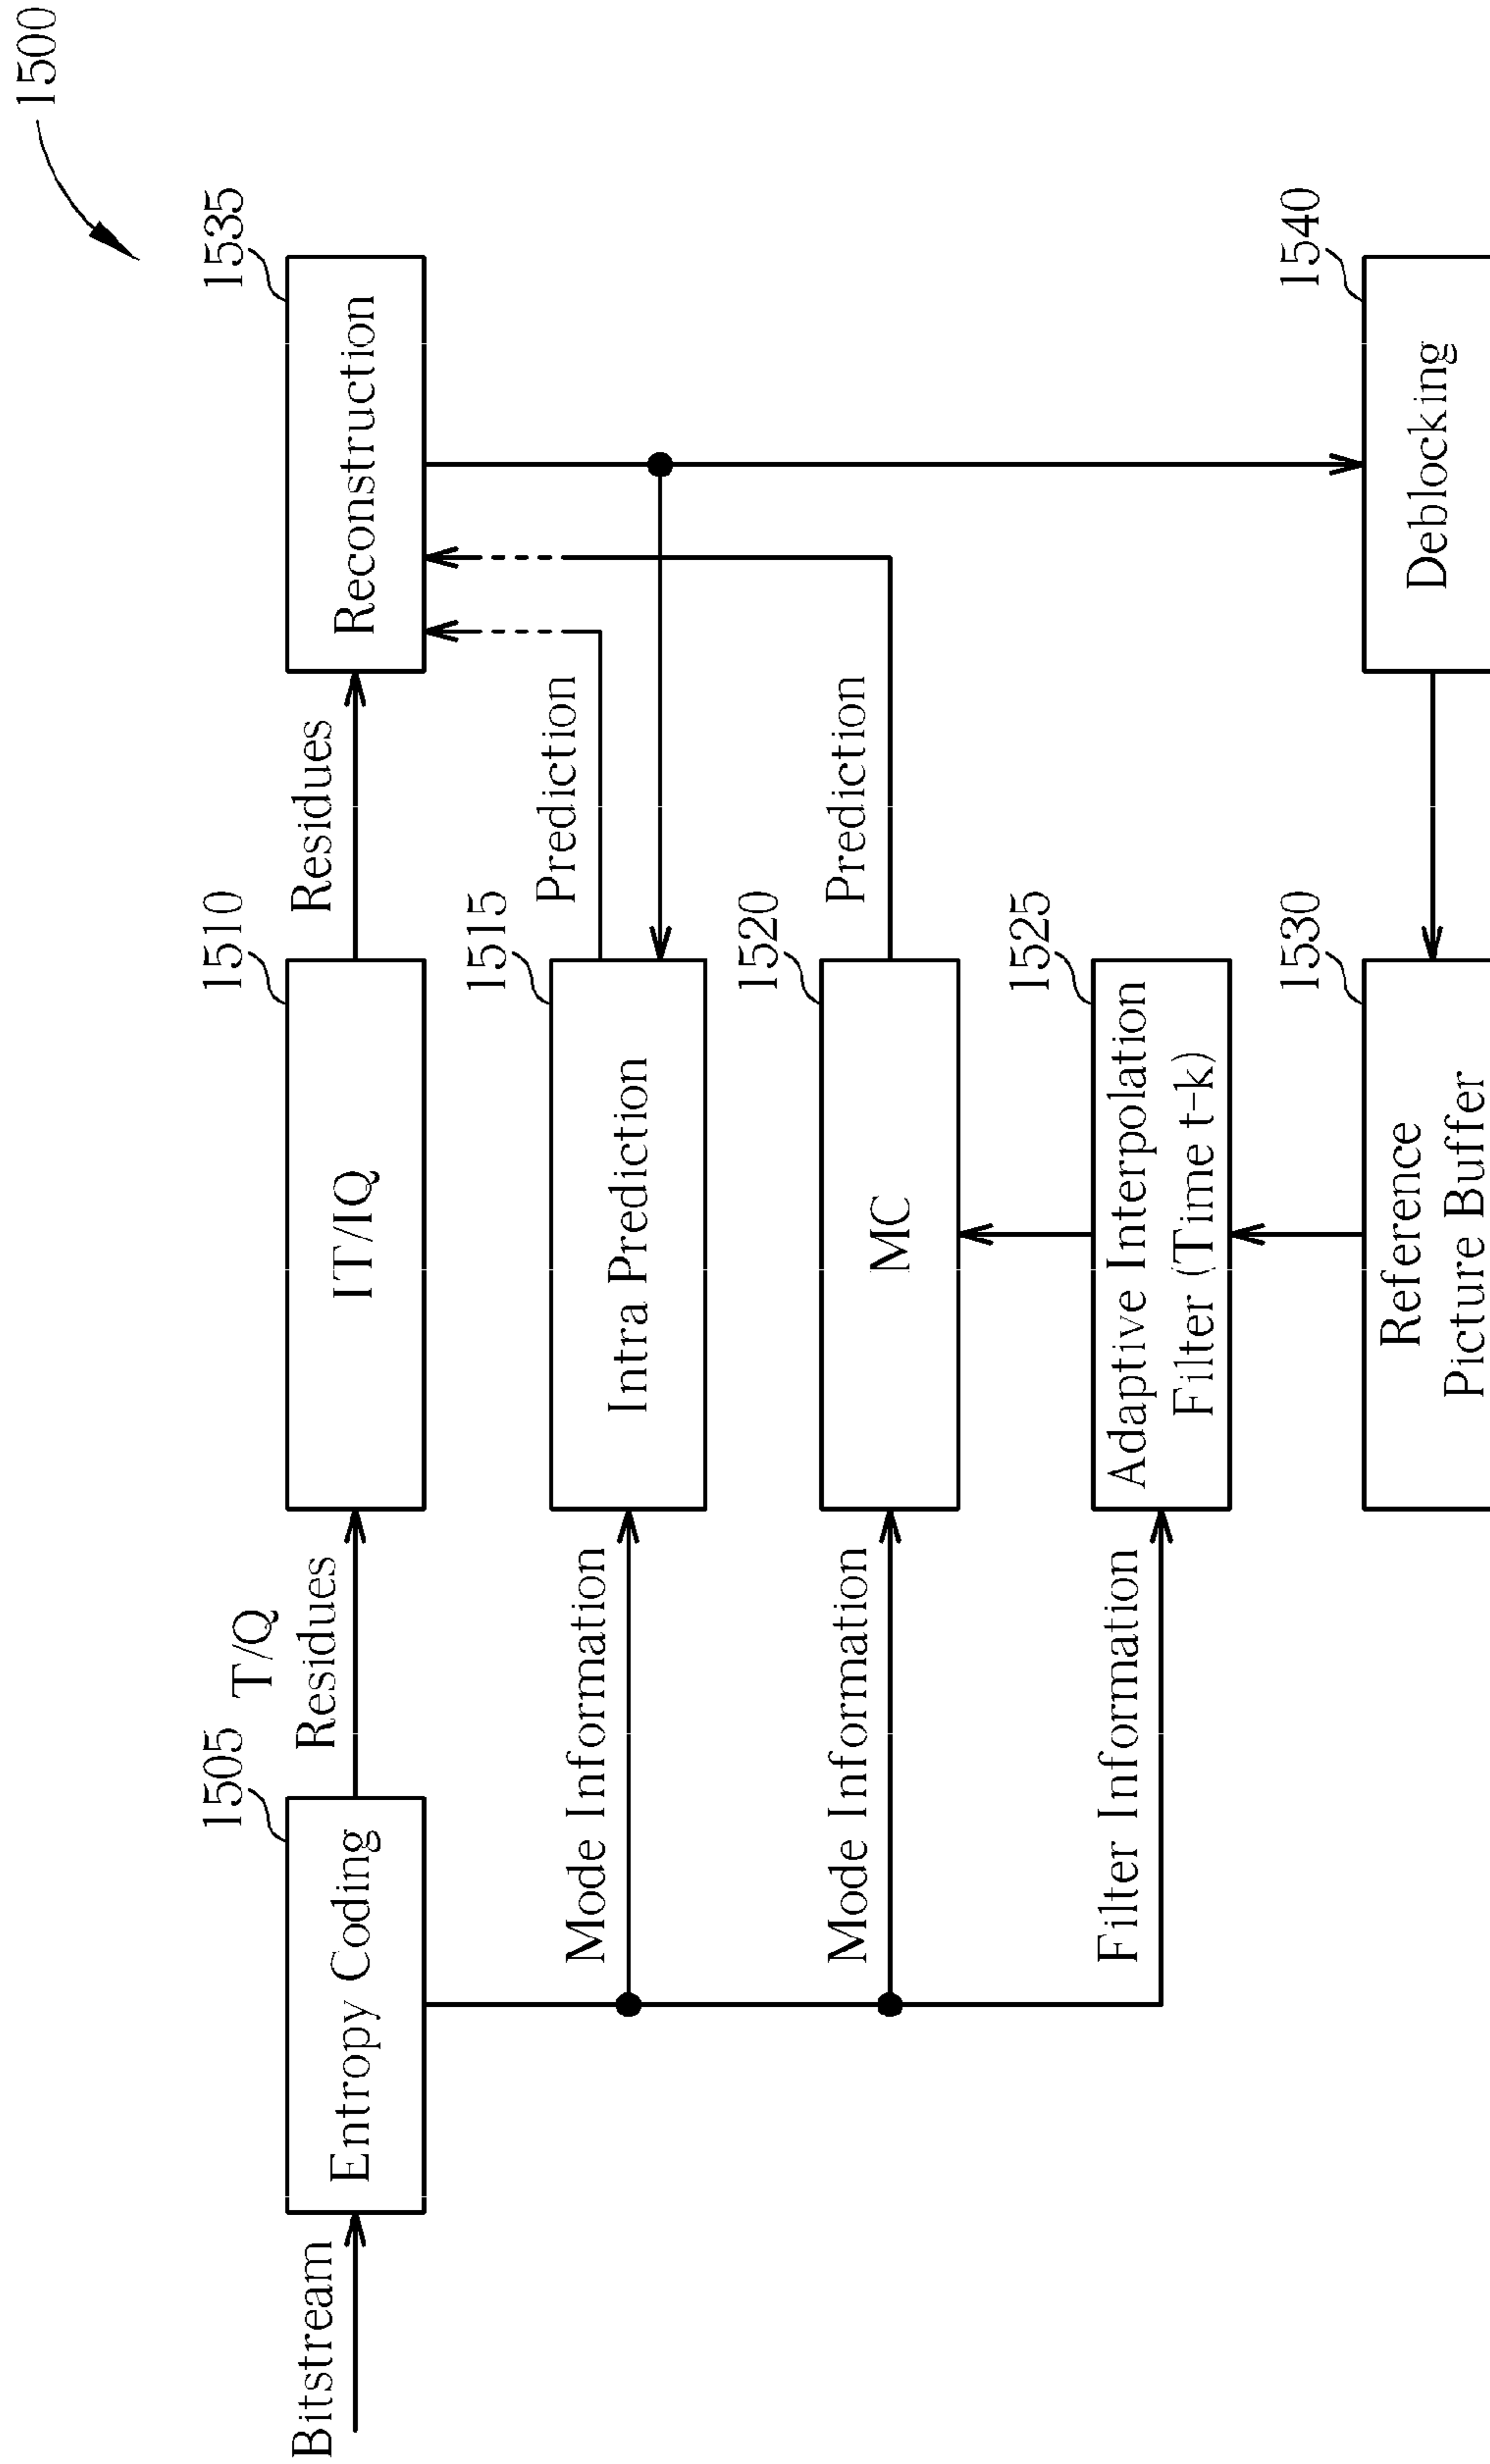 1500
1505
T/Q
1510
1535
Bitstream
Entropy Coding
Residues
IT/IQ
Residues
Reconstruction
1515
Mode Information
Intra Prediction
Prediction
1520
Mode Information
MC
Prediction
1525
Filter Information
Adaptive Interpolation
Filter (Time t-k)
1530
1540
Reference
Picture Buffer
Deblocking